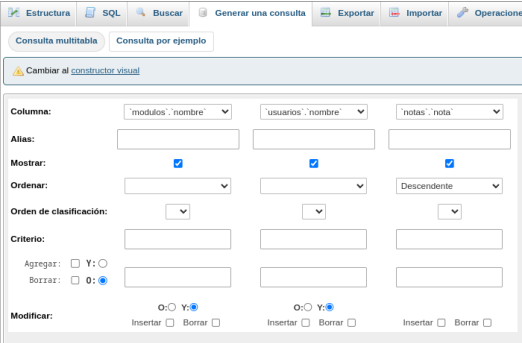 Estructura SQL Buscar Generar una consulta Exportar Importar Operacione
Consulta multitabla Consulta por ejemplo
Cambiar al constructor visual
Columna: `modulos`.`nombre` `usuarios`.`nombre` `notas`.`nota`
Alias:
Mostrar:
Ordenar: Descendente
Orden de clasificación:
Criterio:
Agregar: Y:
Borrar: O:
Modificar: O: Y: O: Y:
Insertar Borrar Insertar Borrar Insertar Borrar